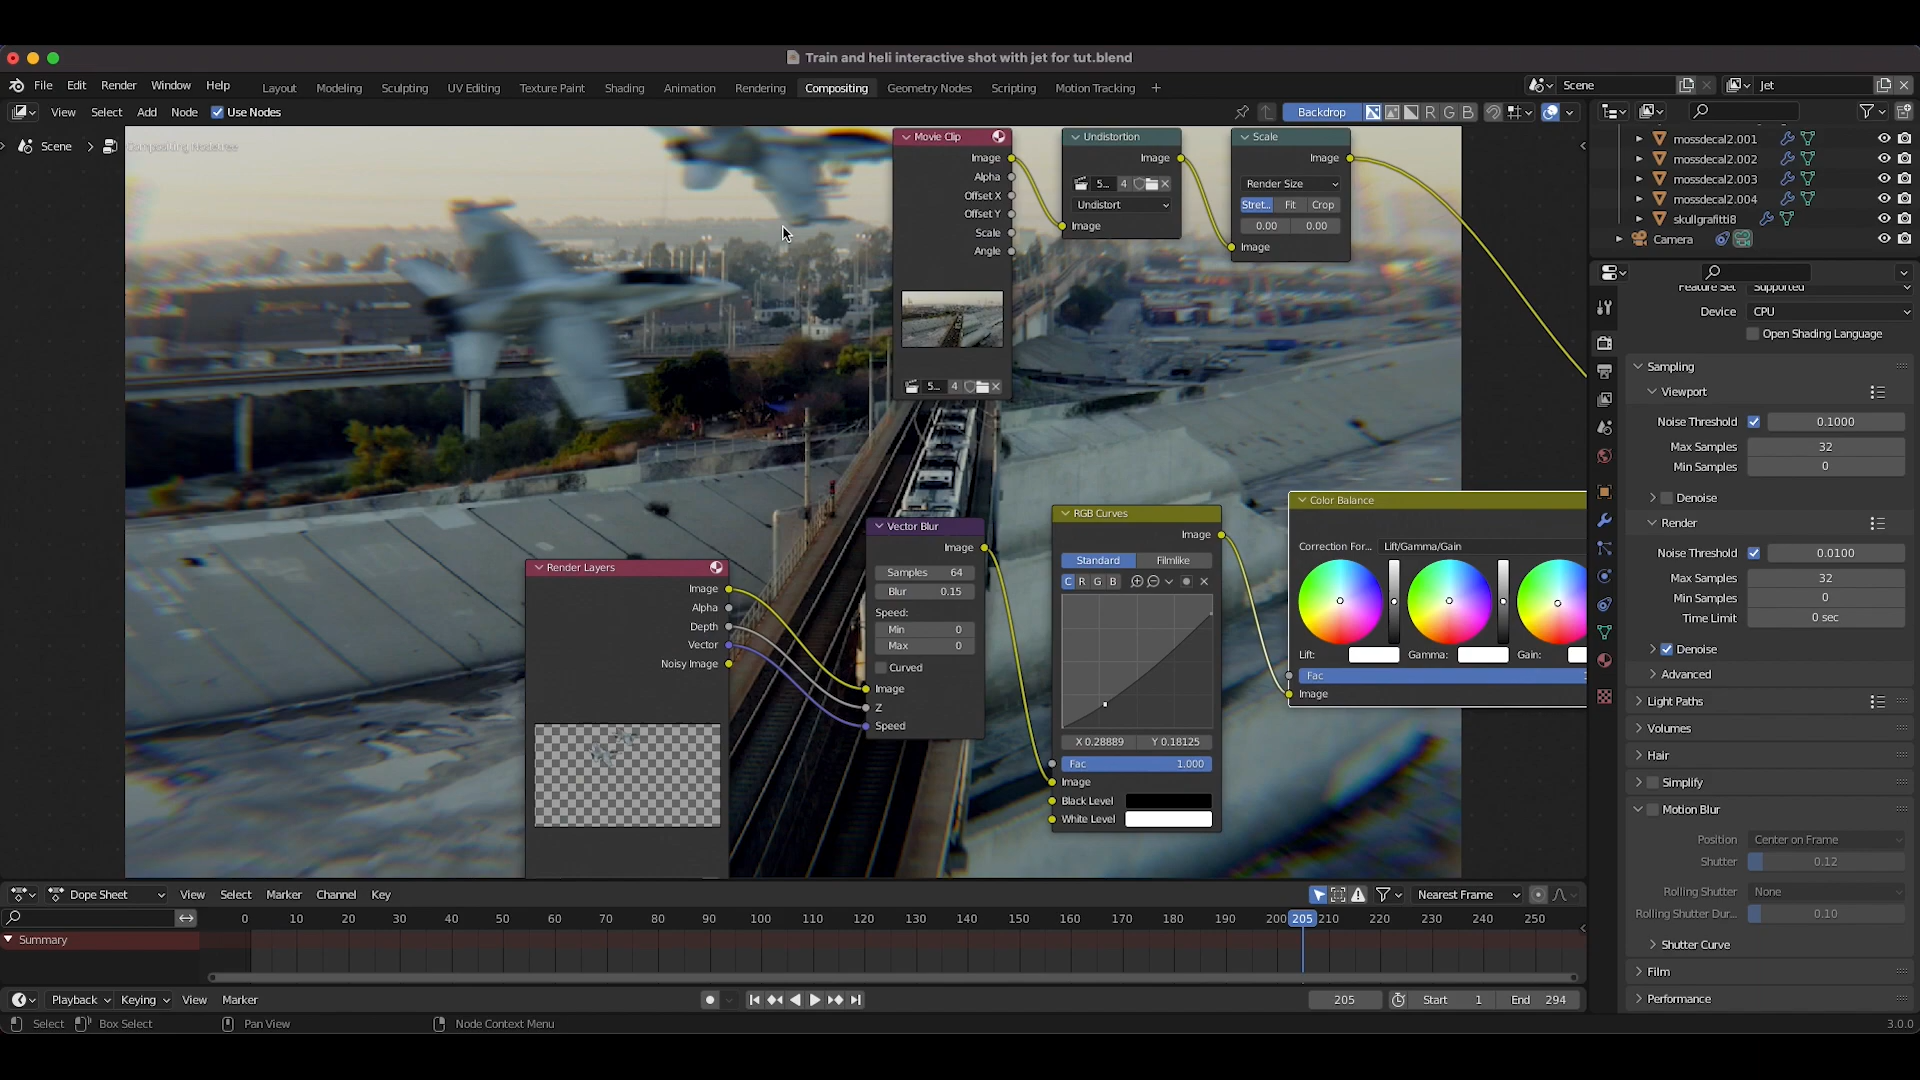 Train and heli interactive shot with jet for tut.blend
File Edit Render Window Help Layout Modeling Sculpting UV Editing Texture Paint Shading Animation Rendering Compositing Geometry Nodes Scripting Motion Tracking + Scene Jet
View Select Add Node Use Nodes Backdrop R G B
Scene Compositing Nodetree
Movie Clip
Image
Alpha
Offset X
Offset Y
Scale
Angle
5... 4
Undistortion
Image
5... 4
Undistort
Image
Scale
Image
Render Size
Stret... Fit Crop
0.00 0.00
Image
Render Layers
Image
Alpha
Depth
Vector
Noisy Image
Vector Blur
Image
Samples 64
Blur 0.15
Speed:
Min 0
Max 0
Curved
Image
Z
Speed
RGB Curves
Image
Standard Filmlike
C R G B
X 0.28889 Y 0.18125
Fac 1.000
Image
Black Level
White Level
Color Balance
Correction For... Lift/Gamma/Gain
Lift: Gamma: Gain:
Fac
Image
mossdecal2.001
mossdecal2.002
mossdecal2.003
mossdecal2.004
skullgrafitti8
Camera
Feature Set Supported
Device CPU
Open Shading Language
Sampling
Viewport
Noise Threshold 0.1000
Max Samples 32
Min Samples 0
Denoise
Render
Noise Threshold 0.0100
Max Samples 32
Min Samples 0
Time Limit 0 sec
Denoise
Advanced
Light Paths
Volumes
Hair
Simplify
Motion Blur
Position Center on Frame
Shutter 0.12
Rolling Shutter None
Rolling Shutter Dur... 0.10
Shutter Curve
Film
Performance
Dope Sheet View Select Marker Channel Key Nearest Frame
0 10 20 30 40 50 60 70 80 90 100 110 120 130 140 150 160 170 180 190 200 205 210 220 230 240 250
Summary
Playback Keying View Marker 205 Start 1 End 294
Select Box Select Pan View Node Context Menu 3.0.0